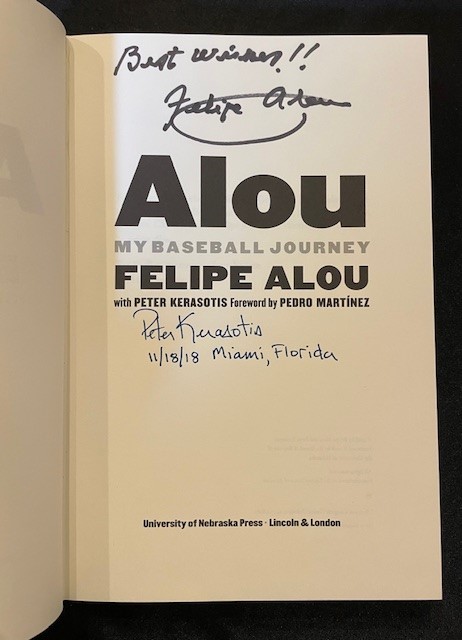 Best wishes!!
Felipe Alou
Alou
MY BASEBALL JOURNEY
FELIPE ALOU
with PETER KERASOTIS Foreword by PEDRO MARTÍNEZ
Peter Kerasotis
11/18/18 Miami, Florida
University of Nebraska Press · Lincoln & London